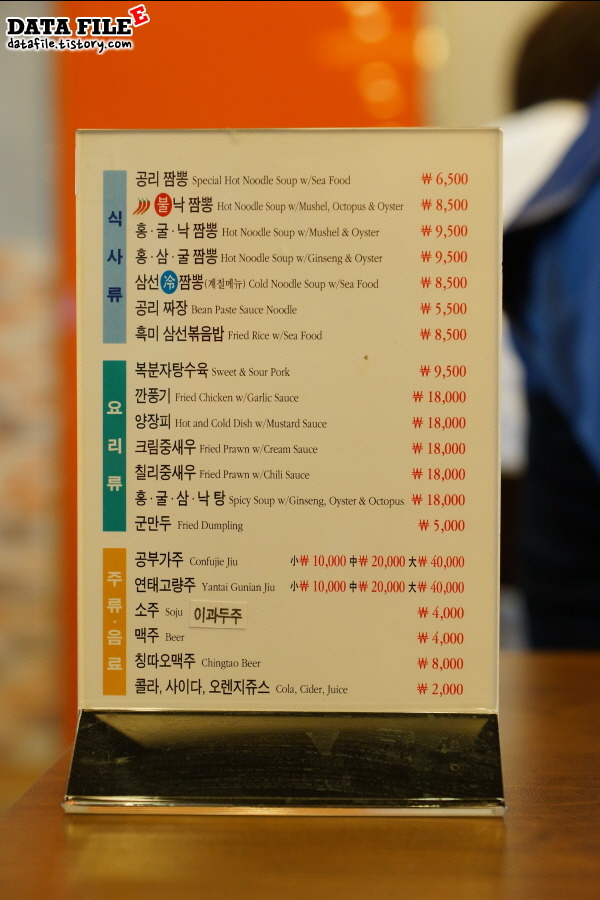 DATA FILE E
datafile.tistory.com
식사류
공리 짬뽕 Special Hot Noodle Soup w/Sea Food ₩ 6,500
불낙 짬뽕 Hot Noodle Soup w/Mushel, Octopus & Oyster ₩ 8,500
홍·굴·낙 짬뽕 Hot Noodle Soup w/Mushel & Oyster ₩ 9,500
홍·삼·굴 짬뽕 Hot Noodle Soup w/Ginseng & Oyster ₩ 9,500
삼선冷짬뽕(계절메뉴) Cold Noodle Soup w/Sea Food ₩ 8,500
공리 짜장 Bean Paste Sauce Noodle ₩ 5,500
흑미 삼선볶음밥 Fried Rice w/Sea Food ₩ 8,500
요리류
복분자탕수육 Sweet & Sour Pork ₩ 9,500
깐풍기 Fried Chicken w/Garlic Sauce ₩ 18,000
양장피 Hot and Cold Dish w/Mustard Sauce ₩ 18,000
크림중새우 Fried Prawn w/Cream Sauce ₩ 18,000
칠리중새우 Fried Prawn w/Chili Sauce ₩ 18,000
홍·굴·삼·낙 탕 Spicy Soup w/Ginseng, Oyster & Octopus ₩ 18,000
군만두 Fried Dumpling ₩ 5,000
주류·음료
공부가주 Confujie Jiu 小₩ 10,000 中₩ 20,000 大₩ 40,000
연태고량주 Yantai Gunian Jiu 小₩ 10,000 中₩ 20,000 大₩ 40,000
소주 Soju 이과두주 ₩ 4,000
맥주 Beer ₩ 4,000
칭따오맥주 Chingtao Beer ₩ 8,000
콜라, 사이다, 오렌지쥬스 Cola, Cider, Juice ₩ 2,000